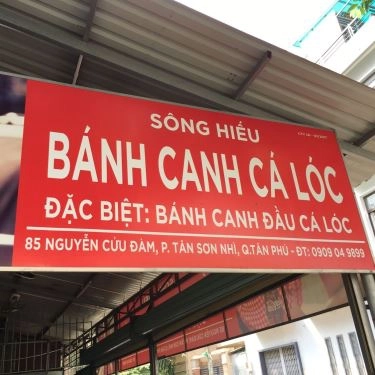 SÔNG HIẾU
BÁNH CANH CÁ LÓC
ĐẶC BIỆT: BÁNH CANH ĐẦU CÁ LÓC
85 NGUYỄN CỬU ĐÀM, P. TÂN SƠN NHÌ, Q.TÂN PHÚ - ĐT: 0909 04 9899